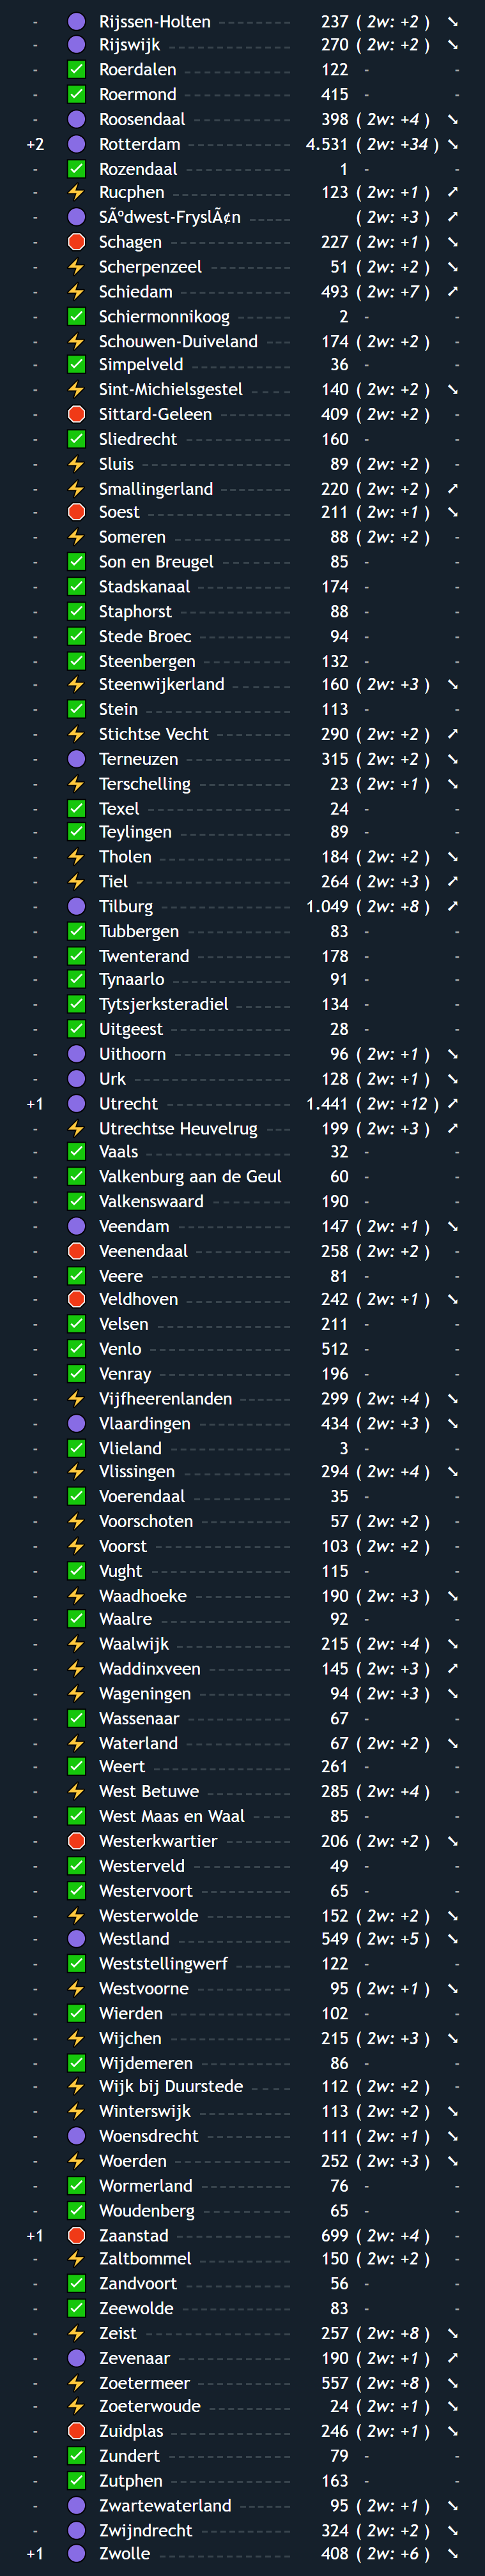 - 🟣 Rijssen-Holten ------ 237 ( 2w: +2 ) ➘
- 🟣 Rijswijk ------ 270 ( 2w: +2 ) ➘
- ✅ Roerdalen ------ 122 - -
- ✅ Roermond ------ 415 - -
- 🟣 Roosendaal ------ 398 ( 2w: +4 ) ➘
+2 🟣 Rotterdam ------ 4.531 ( 2w: +34 ) ➘
- ✅ Rozendaal ------ 1 - -
- ⚡ Rucphen ------ 123 ( 2w: +1 ) ➚
- 🟣 SÃºdwest-FryslÃ¢n ------ ( 2w: +3 ) ➚
- 🛑 Schagen ------ 227 ( 2w: +1 ) ➘
- ⚡ Scherpenzeel ------ 51 ( 2w: +2 ) ➘
- ⚡ Schiedam ------ 493 ( 2w: +7 ) ➚
- ✅ Schiermonnikoog ------ 2 - -
- ⚡ Schouwen-Duiveland ---- 174 ( 2w: +2 ) -
- ✅ Simpelveld ------ 36 - -
- ⚡ Sint-Michielsgestel ----- 140 ( 2w: +2 ) ➘
- 🛑 Sittard-Geleen ------ 409 ( 2w: +2 ) -
- ✅ Sliedrecht ------ 160 - -
- ⚡ Sluis ------ 89 ( 2w: +2 ) -
- ⚡ Smallingerland ------ 220 ( 2w: +2 ) ➚
- 🛑 Soest ------ 211 ( 2w: +1 ) ➘
- ⚡ Someren ------ 88 ( 2w: +2 ) -
- ✅ Son en Breugel ------ 85 - -
- ✅ Stadskanaal ------ 174 - -
- ✅ Staphorst ------ 88 - -
- ✅ Stede Broec ------ 94 - -
- ✅ Steenbergen ------ 132 - -
- ⚡ Steenwijkerland ------ 160 ( 2w: +3 ) ➘
- ✅ Stein ------ 113 - -
- ⚡ Stichtse Vecht ------ 290 ( 2w: +2 ) ➚
- 🟣 Terneuzen ------ 315 ( 2w: +2 ) ➘
- ⚡ Terschelling ------ 23 ( 2w: +1 ) ➘
- ✅ Texel ------ 24 - -
- ✅ Teylingen ------ 89 - -
- ⚡ Tholen ------ 184 ( 2w: +2 ) ➘
- ⚡ Tiel ------ 264 ( 2w: +3 ) ➚
- 🟣 Tilburg ------ 1.049 ( 2w: +8 ) ➚
- ✅ Tubbergen ------ 83 - -
- ✅ Twenterand ------ 178 - -
- ✅ Tynaarlo ------ 91 - -
- ✅ Tytsjerksteradiel ------ 134 - -
- ✅ Uitgeest ------ 28 - -
- 🟣 Uithoorn ------ 96 ( 2w: +1 ) ➘
- 🟣 Urk ------ 128 ( 2w: +1 ) ➘
+1 🟣 Utrecht ------ 1.441 ( 2w: +12 ) ➚
- ⚡ Utrechtse Heuvelrug ---- 199 ( 2w: +3 ) ➚
- ✅ Vaals ------ 32 - -
- ✅ Valkenburg aan de Geul 60 - -
- ✅ Valkenswaard ------ 190 - -
- 🟣 Veendam ------ 147 ( 2w: +1 ) ➘
- 🛑 Veenendaal ------ 258 ( 2w: +2 ) -
- ✅ Veere ------ 81 - -
- 🛑 Veldhoven ------ 242 ( 2w: +1 ) ➘
- ✅ Velsen ------ 211 - -
- ✅ Venlo ------ 512 - -
- ✅ Venray ------ 196 - -
- ⚡ Vijfheerenlanden ------ 299 ( 2w: +4 ) ➘
- 🟣 Vlaardingen ------ 434 ( 2w: +3 ) ➘
- ✅ Vlieland ------ 3 - -
- ⚡ Vlissingen ------ 294 ( 2w: +4 ) ➘
- ✅ Voerendaal ------ 35 - -
- ⚡ Voorschoten ------ 57 ( 2w: +2 ) -
- ⚡ Voorst ------ 103 ( 2w: +2 ) -
- ✅ Vught ------ 115 - -
- ⚡ Waadhoeke ------ 190 ( 2w: +3 ) ➘
- ✅ Waalre ------ 92 - -
- ⚡ Waalwijk ------ 215 ( 2w: +4 ) ➘
- ⚡ Waddinxveen ------ 145 ( 2w: +3 ) ➚
- ⚡ Wageningen ------ 94 ( 2w: +3 ) ➘
- ✅ Wassenaar ------ 67 - -
- ⚡ Waterland ------ 67 ( 2w: +2 ) ➘
- ✅ Weert ------ 261 - -
- ⚡ West Betuwe ------ 285 ( 2w: +4 ) -
- ✅ West Maas en Waal ---- 85 - -
- 🛑 Westerkwartier ------ 206 ( 2w: +2 ) ➘
- ✅ Westerveld ------ 49 - -
- ✅ Westervoort ------ 65 - -
- ⚡ Westerwolde ------ 152 ( 2w: +2 ) ➘
- 🟣 Westland ------ 549 ( 2w: +5 ) ➘
- ✅ Weststellingwerf ------ 122 - -
- ⚡ Westvoorne ------ 95 ( 2w: +1 ) ➘
- ✅ Wierden ------ 102 - -
- ⚡ Wijchen ------ 215 ( 2w: +3 ) ➘
- ✅ Wijdemeren ------ 86 - -
- ⚡ Wijk bij Duurstede ---- 112 ( 2w: +2 ) -
- ⚡ Winterswijk ------ 113 ( 2w: +2 ) ➘
- 🟣 Woensdrecht ------ 111 ( 2w: +1 ) ➘
- ⚡ Woerden ------ 252 ( 2w: +3 ) ➘
- ✅ Wormerland ------ 76 - -
- ✅ Woudenberg ------ 65 - -
+1 🛑 Zaanstad ------ 699 ( 2w: +4 ) -
- ⚡ Zaltbommel ------ 150 ( 2w: +2 ) -
- ✅ Zandvoort ------ 56 - -
- ✅ Zeewolde ------ 83 - -
- ⚡ Zeist ------ 257 ( 2w: +8 ) ➘
- 🟣 Zevenaar ------ 190 ( 2w: +1 ) ➚
- ⚡ Zoetermeer ------ 557 ( 2w: +8 ) ➘
- ⚡ Zoeterwoude ------ 24 ( 2w: +1 ) ➘
- 🛑 Zuidplas ------ 246 ( 2w: +1 ) ➘
- ✅ Zundert ------ 79 - -
- ✅ Zutphen ------ 163 - -
- 🟣 Zwartewaterland ------ 95 ( 2w: +1 ) ➘
- 🟣 Zwijndrecht ------ 324 ( 2w: +2 ) ➘
+1 🟣 Zwolle ------ 408 ( 2w: +6 ) ➘